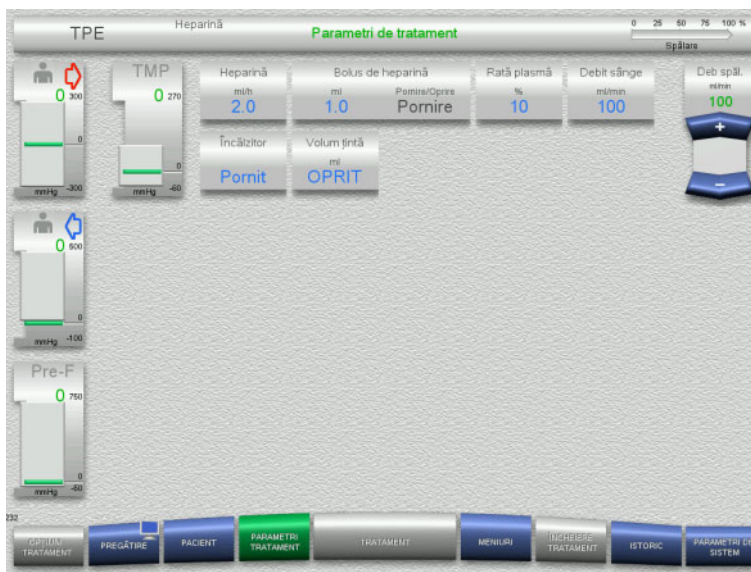 TPE
Heparină
Parametri de tratament
0 25 50 75 100 %
Spălare
0 300
0
-300
mmHg
TMP
0 270
0
-60
mmHg
Heparină
ml/h
2.0
Bolus de heparină
ml Pornire/Oprire
1.0 Pornire
Rată plasmă
%
10
Debit sânge
ml/min
100
Deb spăl.
ml/min
100
+
−
Încălzitor
Pornit
Volum țintă
ml
OPRIT
0 500
0
-100
mmHg
Pre-F
0 750
0
-50
mmHg
232
OPȚIUNI
TRATAMENT
PREGĂTIRE
PACIENT
PARAMETRI
TRATAMENT
TRATAMENT
MENIURI
ÎNCHEIERE
TRATAMENT
ISTORIC
PARAMETRI DE
SISTEM